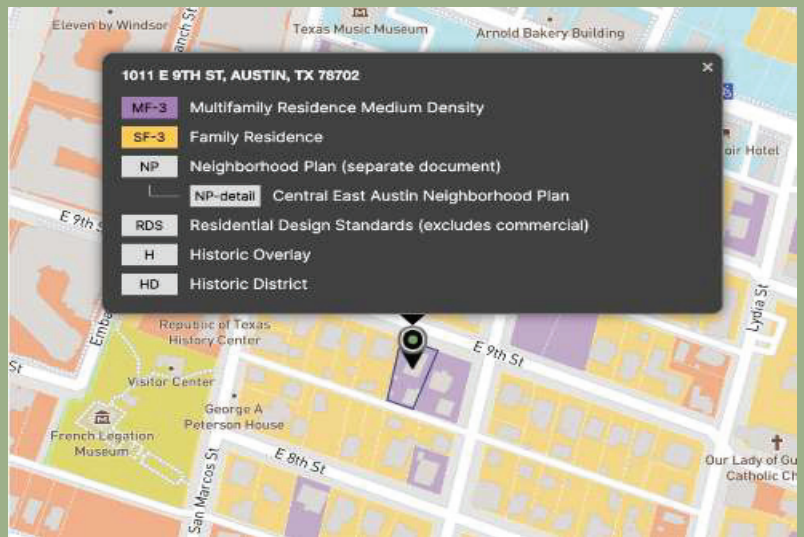 Eleven by Windsor
anch St
Texas Music Museum
Arnold Bakery Building
1011 E 9TH ST, AUSTIN, TX 78702
×
MF-3 Multifamily Residence Medium Density
SF-3 Family Residence
NP Neighborhood Plan (separate document)
NP-detail Central East Austin Neighborhood Plan
RDS Residential Design Standards (excludes commercial)
H Historic Overlay
HD Historic District
Hotel
E 9th S
Emba
St
Republic of Texas
History Center
Visitor Center
George A
Peterson House
French Legation
Museum
San Marcos St
E 8th St
E 9th St
Lydia St
Our Lady of Gu
Catholic Ch